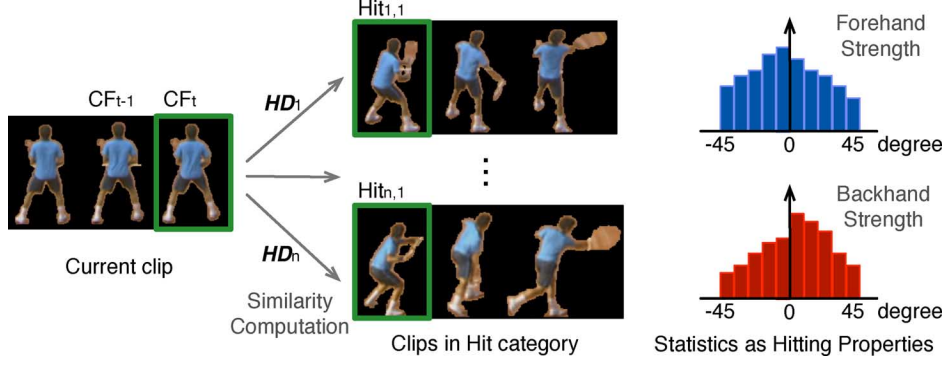 Hit1,1
Forehand
Strength
CFt-1
CFt
HD1
-45
0
45
degree
Hitn,1
Backhand
Strength
HDn
Current clip
Similarity
Computation
-45
0
45
degree
Clips in Hit category
Statistics as Hitting Properties